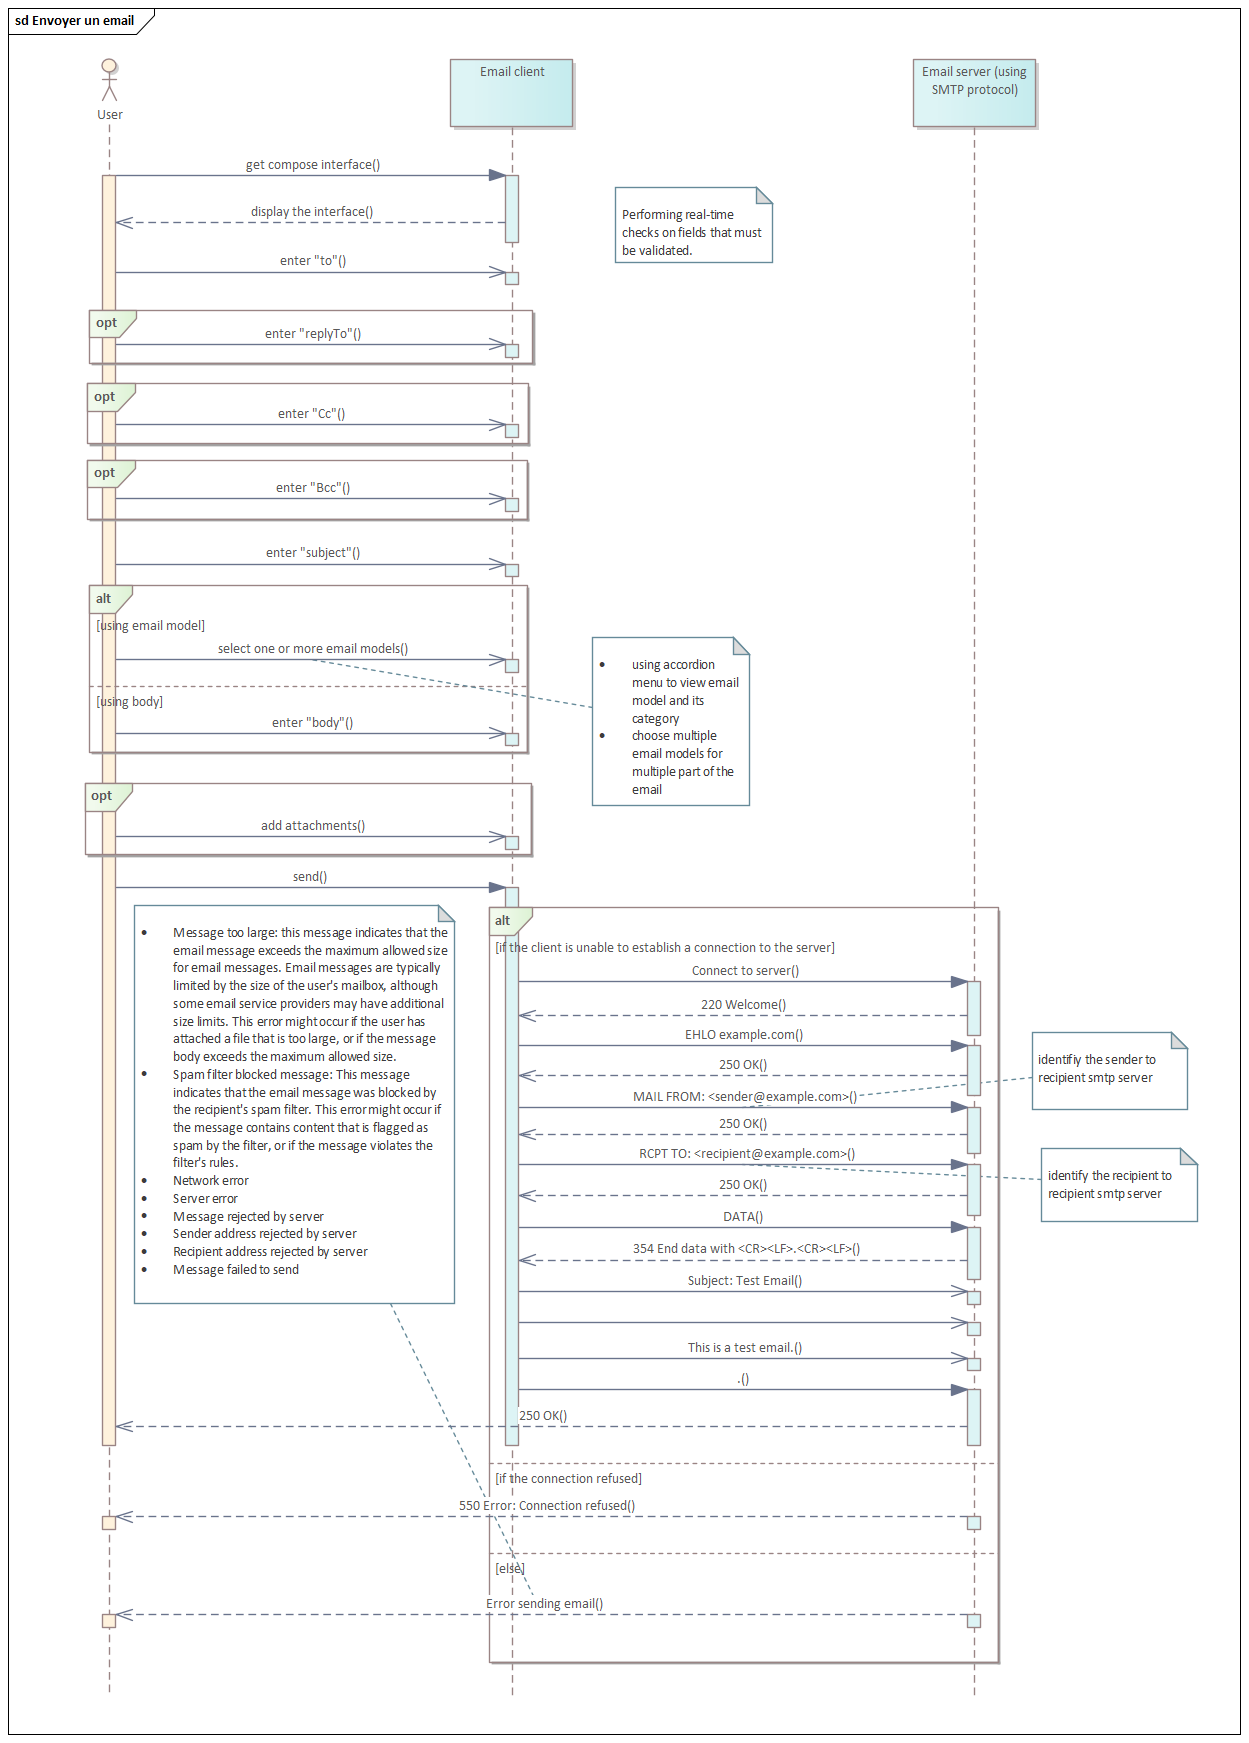 sd Envoyer un email
User
Email client
Email server (using
SMTP protocol)
get compose interface()
display the interface()
Performing real-time
checks on fields that must
be validated.
enter "to"()
opt
enter "replyTo"()
opt
enter "Cc"()
opt
enter "Bcc"()
enter "subject"()
alt
[using email model]
select one or more email models()
[using body]
enter "body"()
• using accordion
menu to view email
model and its
category
• choose multiple
email models for
multiple part of the
email
opt
add attachments()
send()
• Message too large: this message indicates that the
email message exceeds the maximum allowed size
for email messages. Email messages are typically
limited by the size of the user's mailbox, although
some email service providers may have additional
size limits. This error might occur if the user has
attached a file that is too large, or if the message
body exceeds the maximum allowed size.
• Spam filter blocked message: This message
indicates that the email message was blocked by
the recipient's spam filter. This error might occur if
the message contains content that is flagged as
spam by the filter, or if the message violates the
filter's rules.
• Network error
• Server error
• Message rejected by server
• Sender address rejected by server
• Recipient address rejected by server
• Message failed to send
alt
[if the client is unable to establish a connection to the server]
Connect to server()
220 Welcome()
EHLO example.com()
250 OK()
identifiy the sender to
recipient smtp server
MAIL FROM: <sender@example.com>()
250 OK()
RCPT TO: <recipient@example.com>()
identify the recipient to
recipient smtp server
250 OK()
DATA()
354 End data with <CR><LF>.<CR><LF>()
Subject: Test Email()
This is a test email.()
.()
250 OK()
[if the connection refused]
550 Error: Connection refused()
[else]
Error sending email()